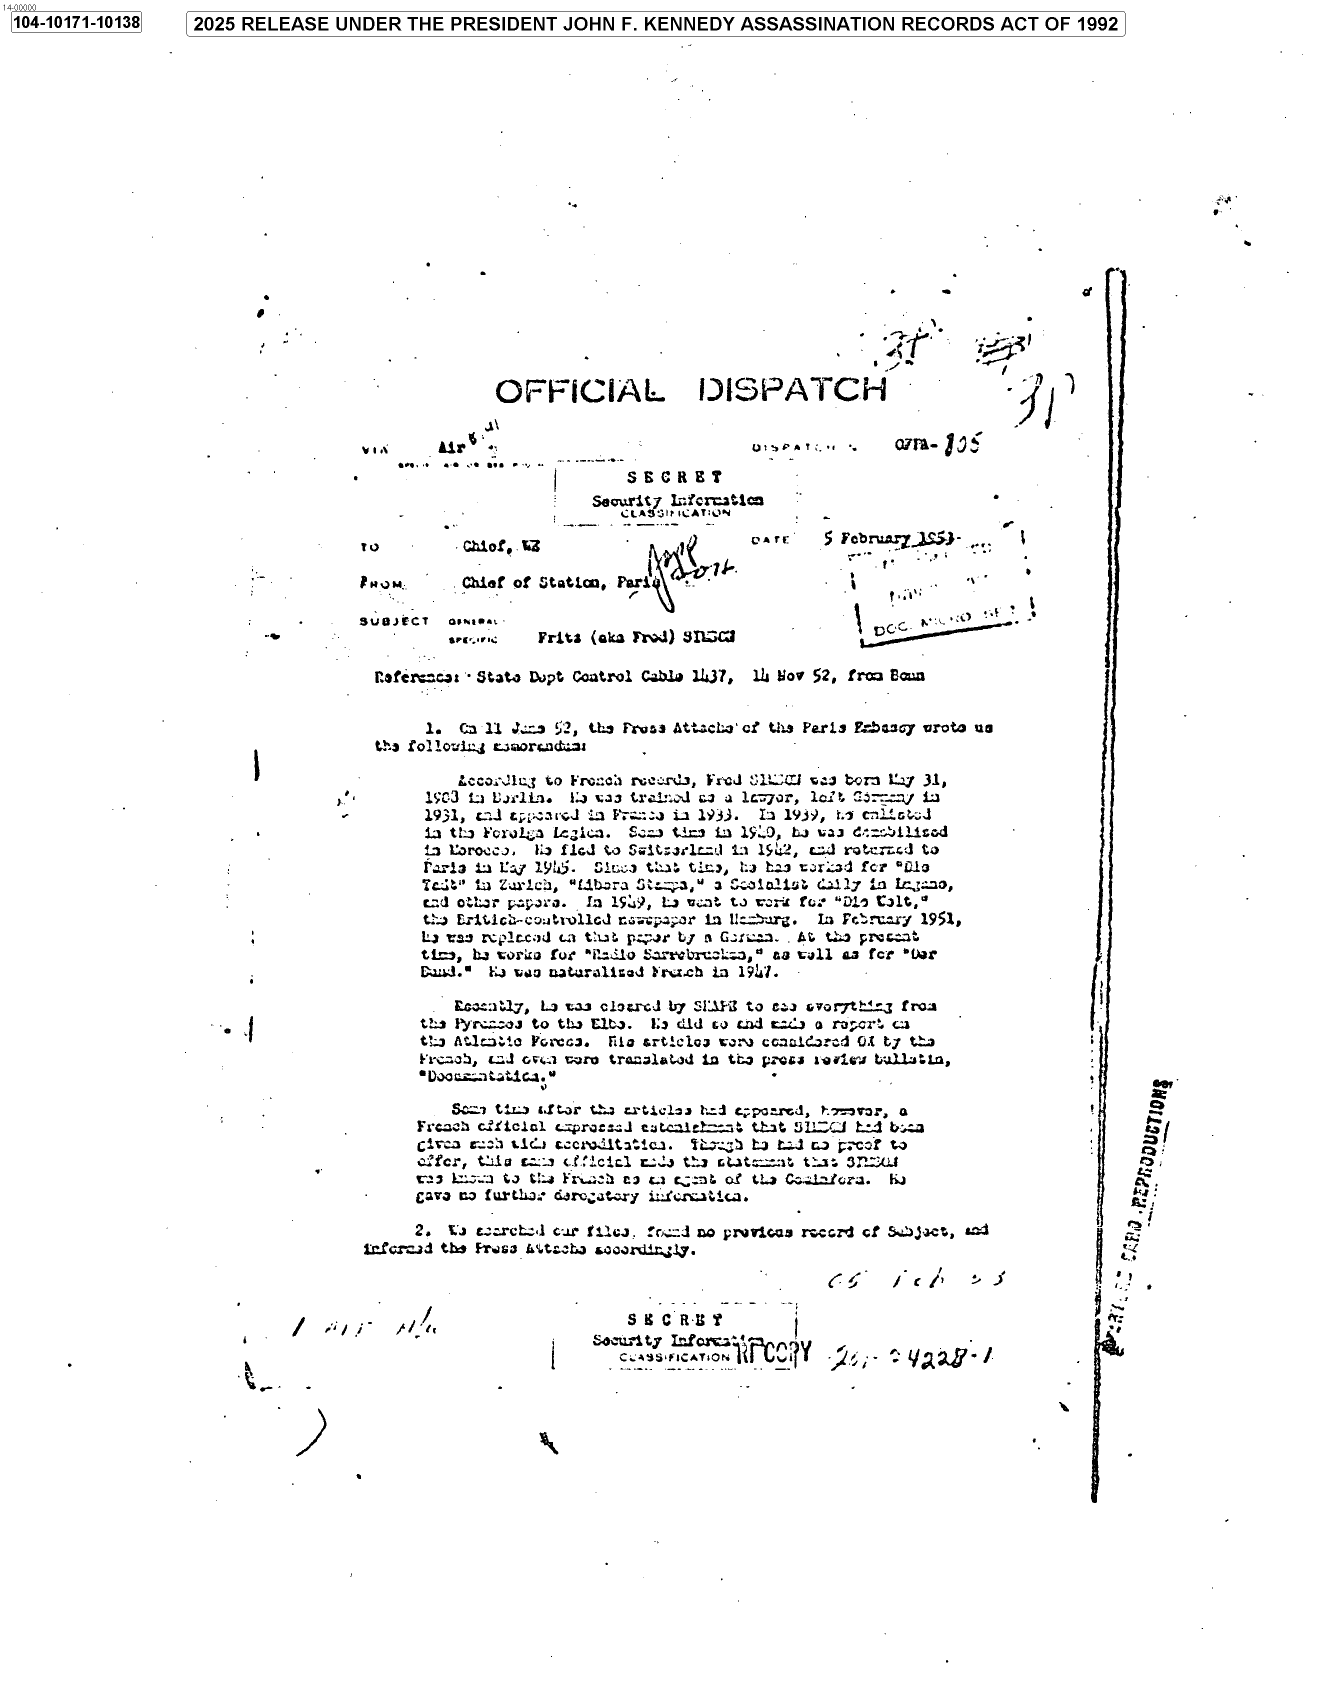 14-00000
104-10171-10138
2025 RELEASE UNDER THE PRESIDENT JOHN F. KENNEDY ASSASSINATION RECORDS ACT OF 1992
31
OFFICIAL DISPATCH
VIA Air
DISPATCH OFPA-
SECRET
Security Information
CLASSIFICATION
TO Chief,
DATE 5 February 1953
FROM Chief of Station, Paris
SUBJECT GENERAL
SPECIFIC Fritz (aka Fred)
DOC. MICRO SER.
Reference: State Dept Control Cable 1437, 14 Nov 52, from Bonn
1. On 11 June 52, the Press Attache of the Paris Embassy wrote us
the following memorandum:
According to French records, Fred was born May 31,
1903 in Berlin. He was trained as a lawyer, left Germany in
1931, and appeared in France in 1933. In 1939, he enlisted
in the Foreign Legion. Some time in 1940, he was demobilised
in Morocco. He fled to Switzerland in 1942, and returned to
Paris in May 1945. Since that time, he has worked for "Die
Tat" in Zurich, "Libera Stampa," a Socialist daily in Lugano,
and other papers. In 1949, he went to work for "Die Welt,"
the British-controlled newspaper in Hamburg. In February 1951,
he was replaced on that paper by a German. At the present
time, he works for "Radio Sarrebrucken," as well as for "Der
Bund." He was naturalised French in 1947.
Recently, he was cleared by SHAPE to see everything from
the Pyrenees to the Elbe. He did so and made a report on
the Atlantic Forces. His articles were considered OK by the
French, and even were translated in the press review bulletin,
"Documentation."
Some time after the articles had appeared, however, a
French official expressed astonishment that had been
given such wide accreditation. Though he had no proof to
offer, this same official made the statement that
was known to the French as an agent of the Cominform. He
gave no further derogatory information.
2. We searched our files, found no previous record of Subject, and
informed the Press Attache accordingly.
05 Feb 53
1 ATT
SECRET
Security Information
CLASSIFICATION
COPY
4228-1
CARD REPRODUCTIONS